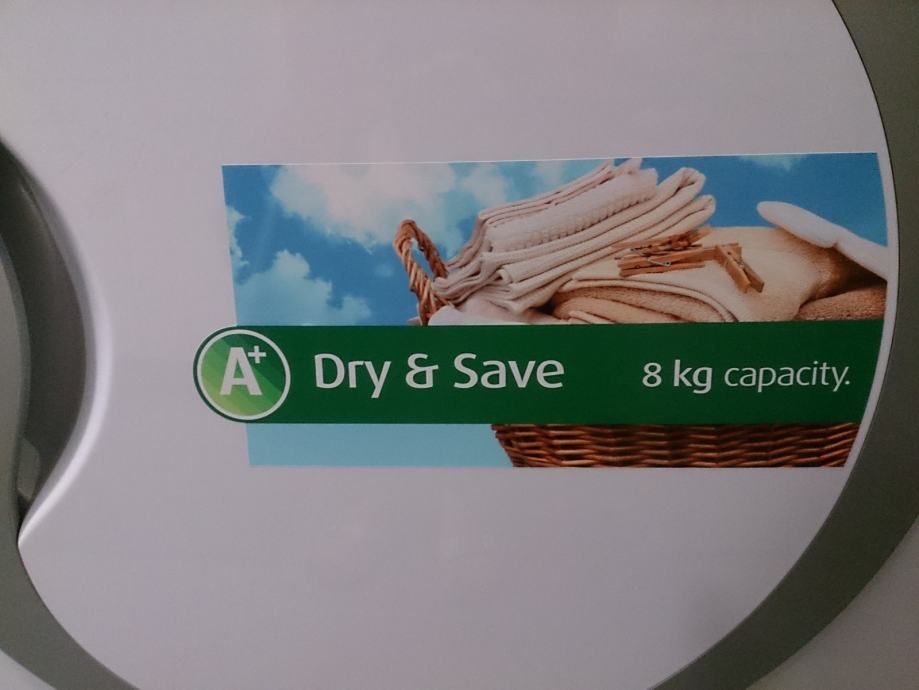 A+ Dry & Save 8 kg capacity.